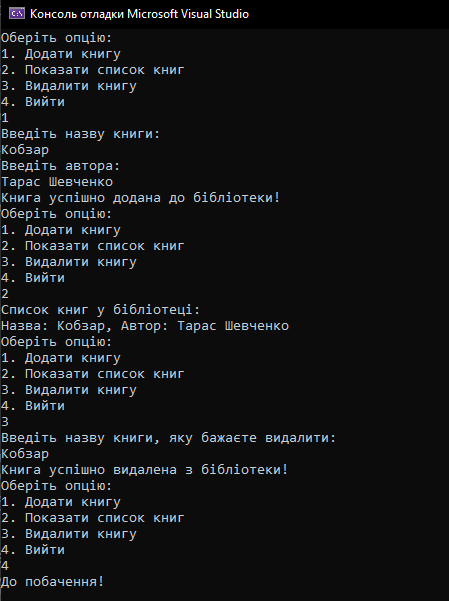 Консоль отладки Microsoft Visual Studio
Оберіть опцію:
1. Додати книгу
2. Показати список книг
3. Видалити книгу
4. Вийти
1
Введіть назву книги:
Кобзар
Введіть автора:
Тарас Шевченко
Книга успішно додана до бібліотеки!
Оберіть опцію:
1. Додати книгу
2. Показати список книг
3. Видалити книгу
4. Вийти
2
Список книг у бібліотеці:
Назва: Кобзар, Автор: Тарас Шевченко
Оберіть опцію:
1. Додати книгу
2. Показати список книг
3. Видалити книгу
4. Вийти
3
Введіть назву книги, яку бажаєте видалити:
Кобзар
Книга успішно видалена з бібліотеки!
Оберіть опцію:
1. Додати книгу
2. Показати список книг
3. Видалити книгу
4. Вийти
4
До побачення!